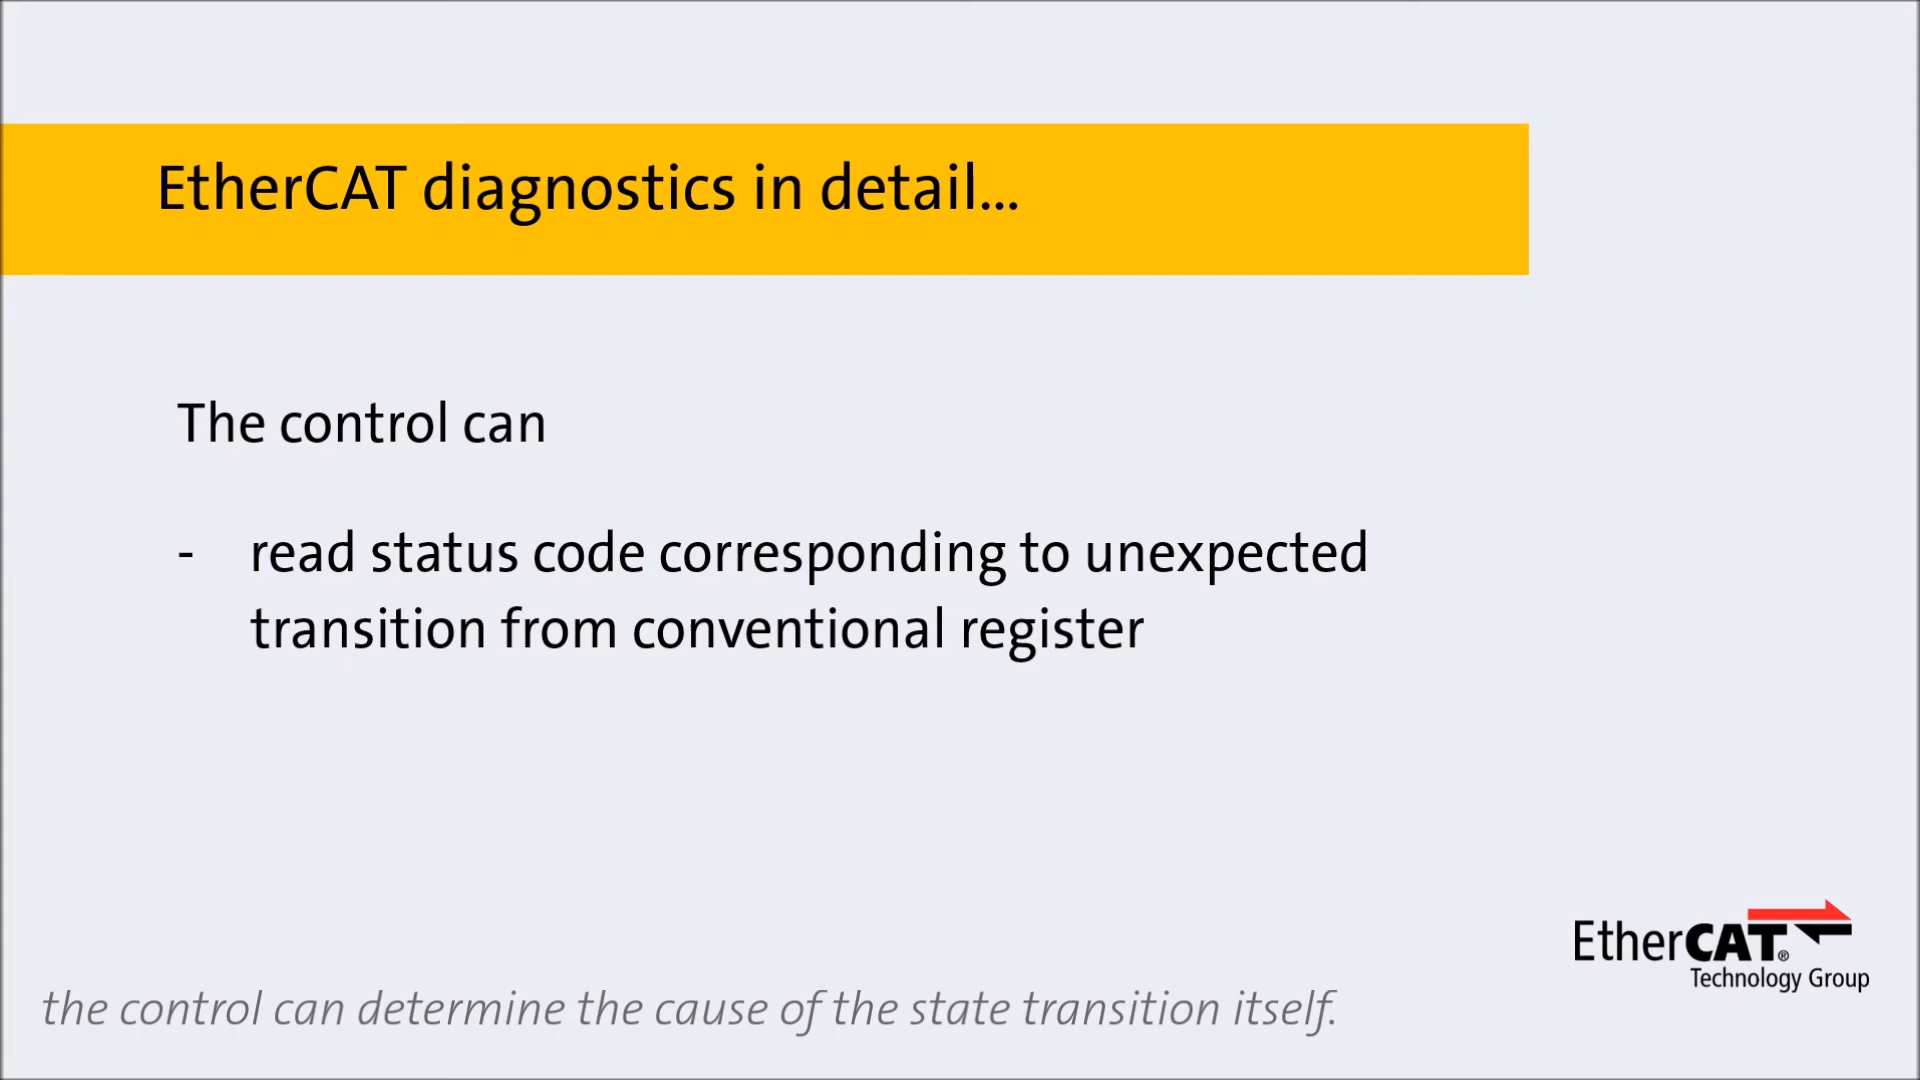 EtherCAT diagnostics in detail...
The control can
- read status code corresponding to unexpected
transition from conventional register
EtherCAT®
Technology Group
the control can determine the cause of the state transition itself.